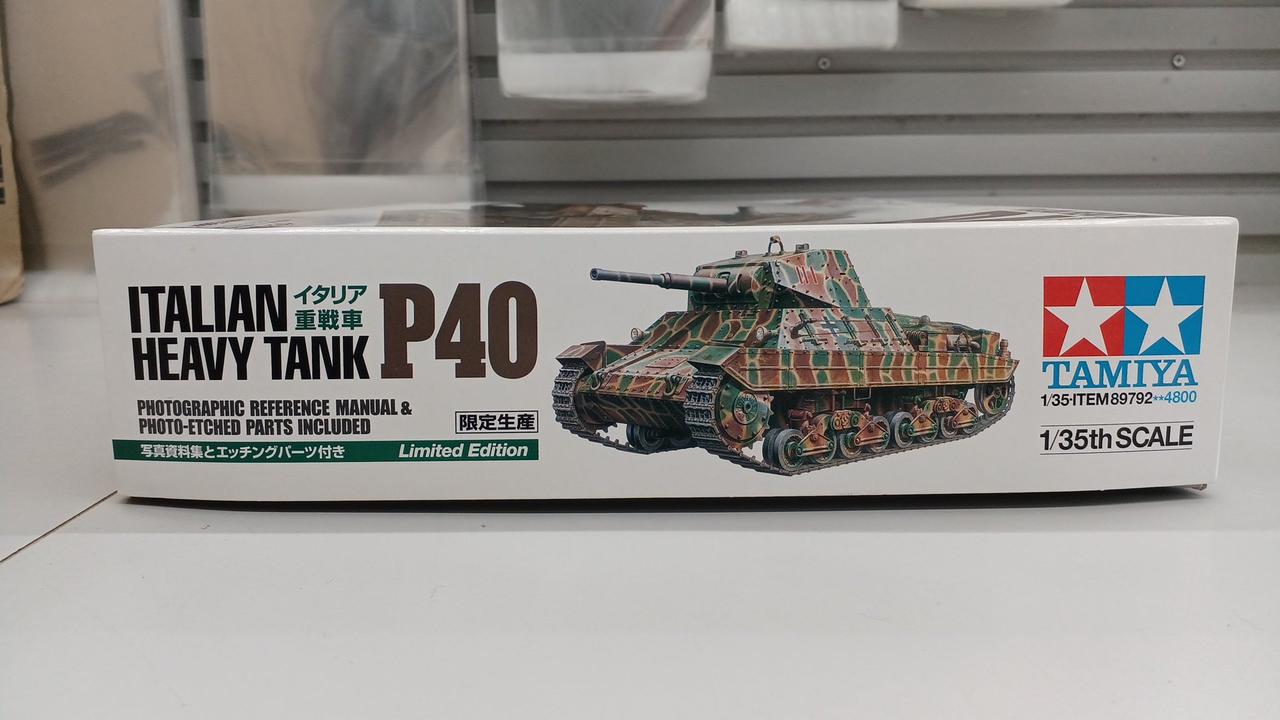 ITALIAN
HEAVY TANK
イタリア
重戦車
P40
PHOTOGRAPHIC REFERENCE MANUAL &
PHOTO-ETCHED PARTS INCLUDED
限定生産
写真資料集とエッチングパーツ付き
Limited Edition
TAMIYA
1/35・ITEM 89792**4800
1/35th SCALE